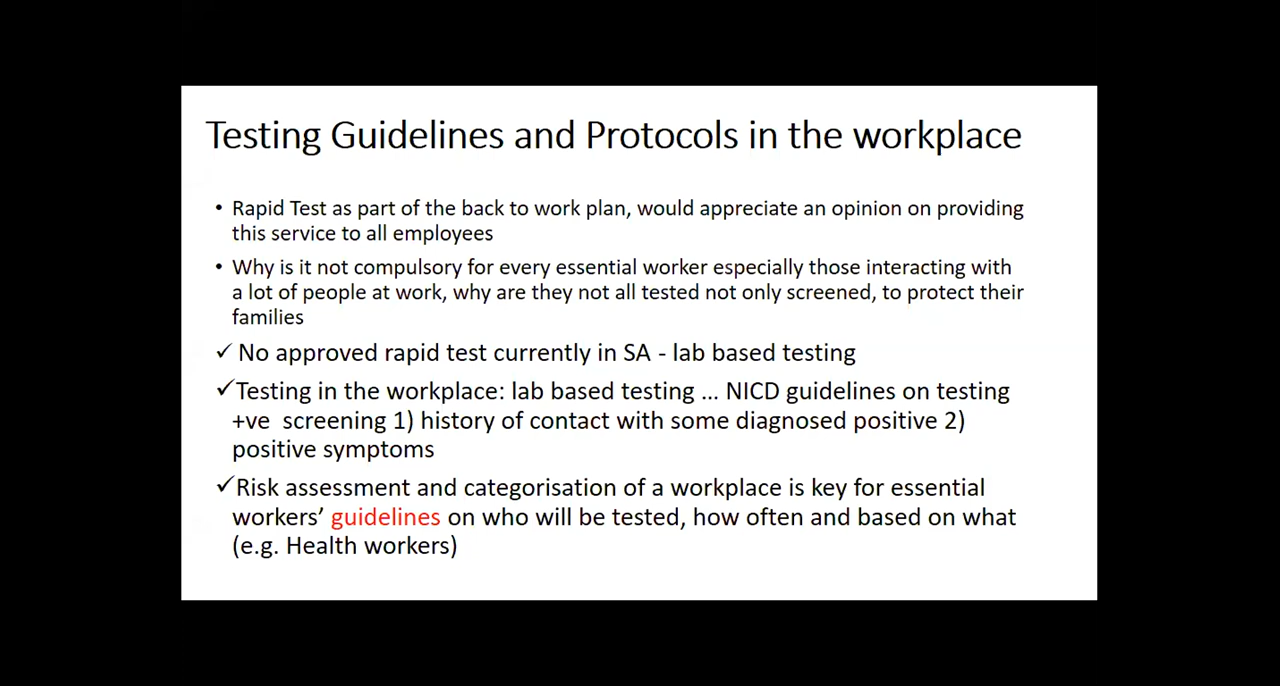 Testing Guidelines and Protocols in the workplace
• Rapid Test as part of the back to work plan, would appreciate an opinion on providing
this service to all employees
• Why is it not compulsory for every essential worker especially those interacting with
a lot of people at work, why are they not all tested not only screened, to protect their
families
✓ No approved rapid test currently in SA - lab based testing
✓Testing in the workplace: lab based testing ... NICD guidelines on testing
+ve screening 1) history of contact with some diagnosed positive 2)
positive symptoms
✓Risk assessment and categorisation of a workplace is key for essential
workers’ guidelines on who will be tested, how often and based on what
(e.g. Health workers)